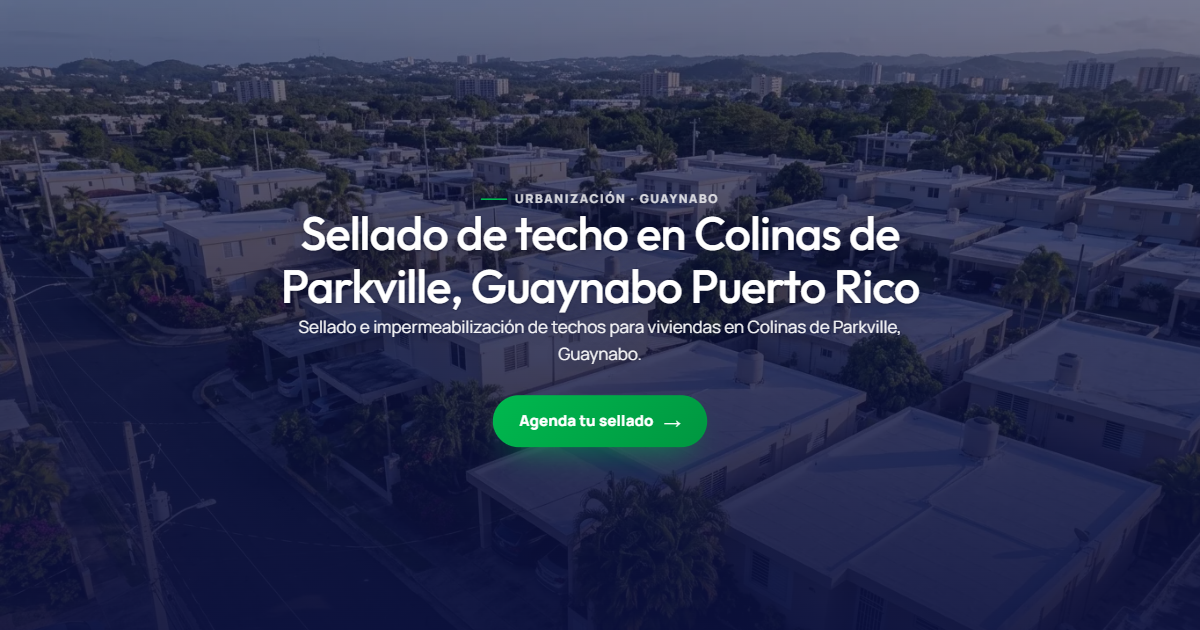 URBANIZACIÓN · GUAYNABO
Sellado de techo en Colinas de
Parkville, Guaynabo Puerto Rico
Sellado e impermeabilización de techos para viviendas en Colinas de Parkville,
Guaynabo.
Agenda tu sellado →